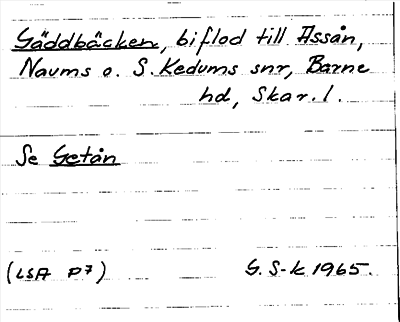 Gäddbäcken, biflod till Assån,
Naums o. S. Kedums snr, Barne
hd, Skar. l.
Se Getån
(LSA P7) G. S-k 1965.